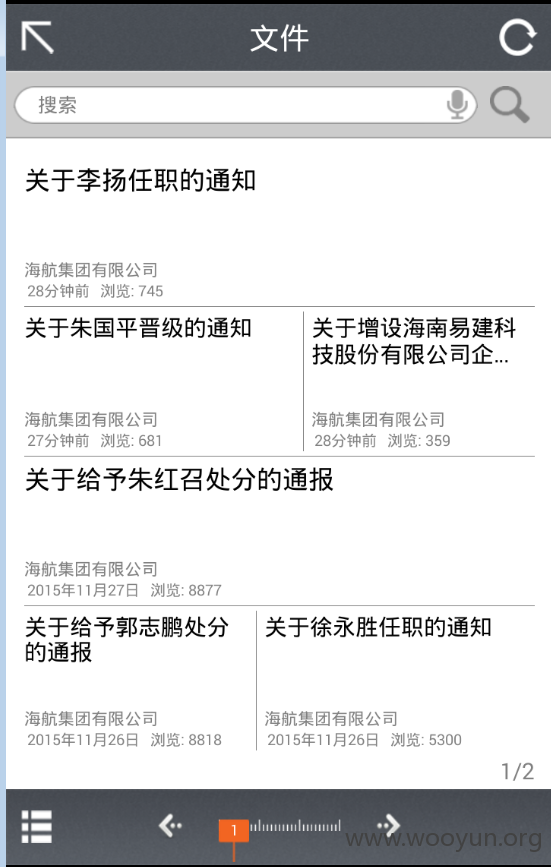 文件
搜索
关于李扬任职的通知
海航集团有限公司
28分钟前 浏览: 745
关于朱国平晋级的通知
海航集团有限公司
27分钟前 浏览: 681
关于增设海南易建科
技股份有限公司企...
海航集团有限公司
28分钟前 浏览: 359
关于给予朱红召处分的通报
海航集团有限公司
2015年11月27日 浏览: 8877
关于给予郭志鹏处分
的通报
海航集团有限公司
2015年11月26日 浏览: 8818
关于徐永胜任职的通知
海航集团有限公司
2015年11月26日 浏览: 5300
1/2
1
www.wooyun.org